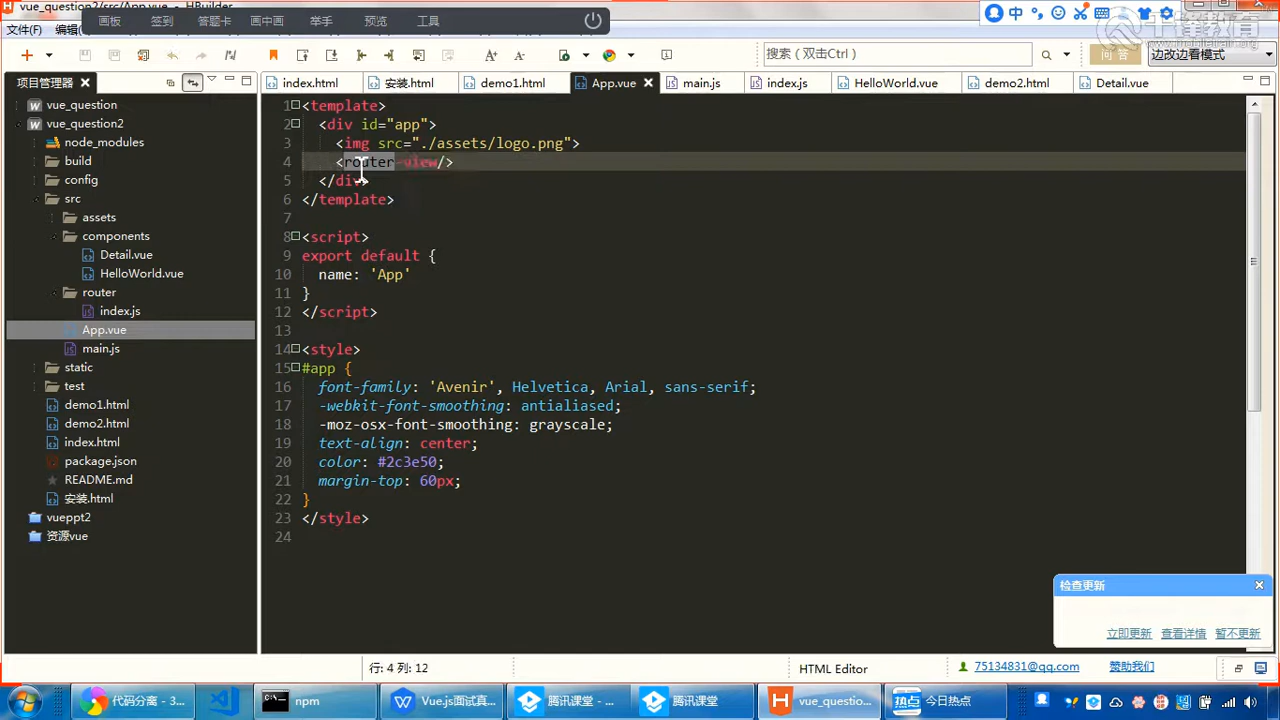 vue_question2/src/App.vue - HBuilder
画板 签到 答题卡 画中画 举手 预览 工具
中
千锋教育
文件(F) 编辑
搜索（双击Ctrl）
问答
边改边看模式
项目管理器
index.html 安装.html demo1.html App.vue main.js index.js HelloWorld.vue demo2.html Detail.vue
vue_question
vue_question2
node_modules
build
config
src
assets
components
Detail.vue
HelloWorld.vue
router
index.js
App.vue
main.js
static
test
demo1.html
demo2.html
index.html
package.json
README.md
安装.html
vueppt2
资源vue
1 <template>
2 <div id="app">
3 <img src="./assets/logo.png">
4 <router-view/>
5 </div>
6 </template>
7
8 <script>
9 export default {
10 name: 'App'
11 }
12 </script>
13
14 <style>
15 #app {
16 font-family: 'Avenir', Helvetica, Arial, sans-serif;
17 -webkit-font-smoothing: antialiased;
18 -moz-osx-font-smoothing: grayscale;
19 text-align: center;
20 color: #2c3e50;
21 margin-top: 60px;
22 }
23 </style>
24
检查更新
立即更新 查看详情 暂不更新
行: 4 列: 12
HTML Editor
75134831@qq.com
赞助我们
代码分离 - 3...
npm
Vue.js面试真...
腾讯课堂 - ...
腾讯课堂
vue_questio...
热点 今日热点